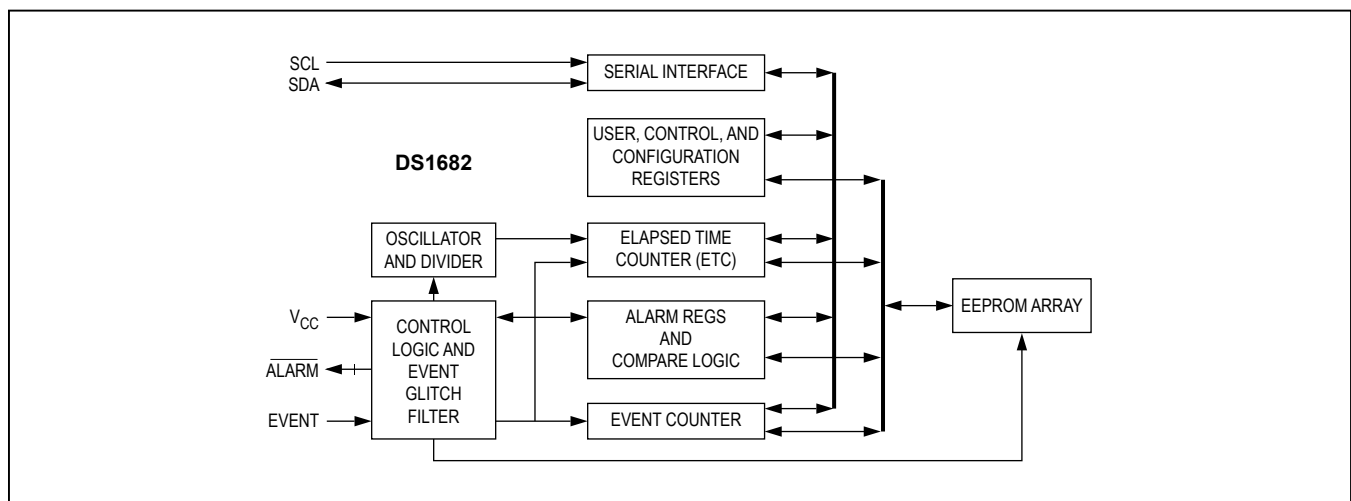 SCL
SDA
SERIAL INTERFACE
USER, CONTROL, AND
CONFIGURATION
REGISTERS
DS1682
OSCILLATOR
AND DIVIDER
ELAPSED TIME
COUNTER (ETC)
EEPROM ARRAY
VCC
ALARM
EVENT
CONTROL
LOGIC AND
EVENT
GLITCH
FILTER
ALARM REGS
AND
COMPARE LOGIC
EVENT COUNTER